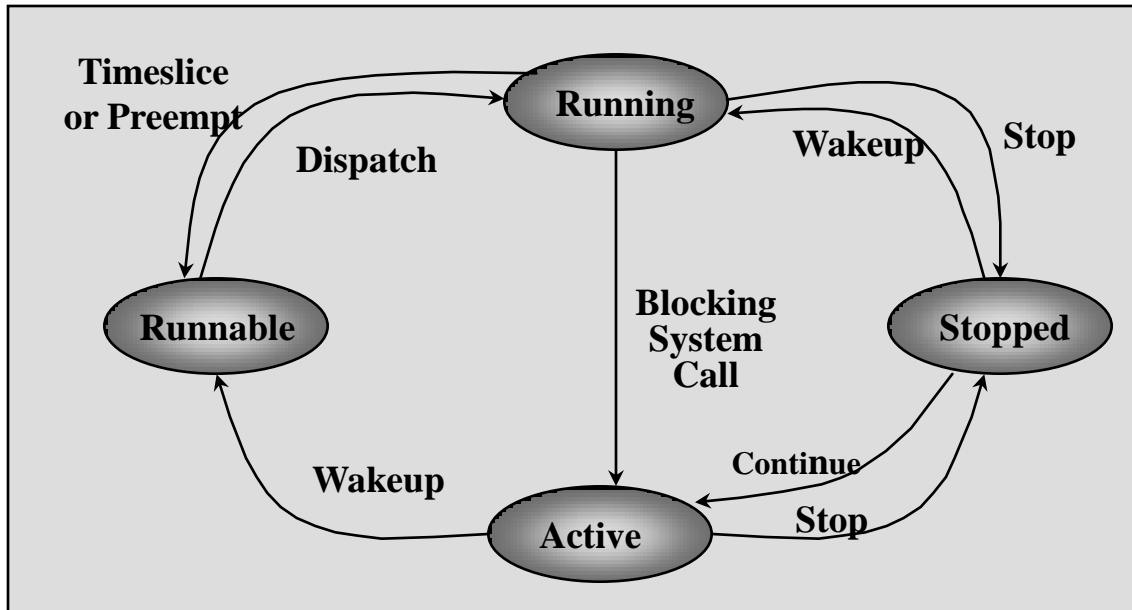 Timeslice
or Preempt
Running
Wakeup
Stop
Dispatch
Runnable
Blocking
System
Call
Stopped
Wakeup
Continue
Active
Stop